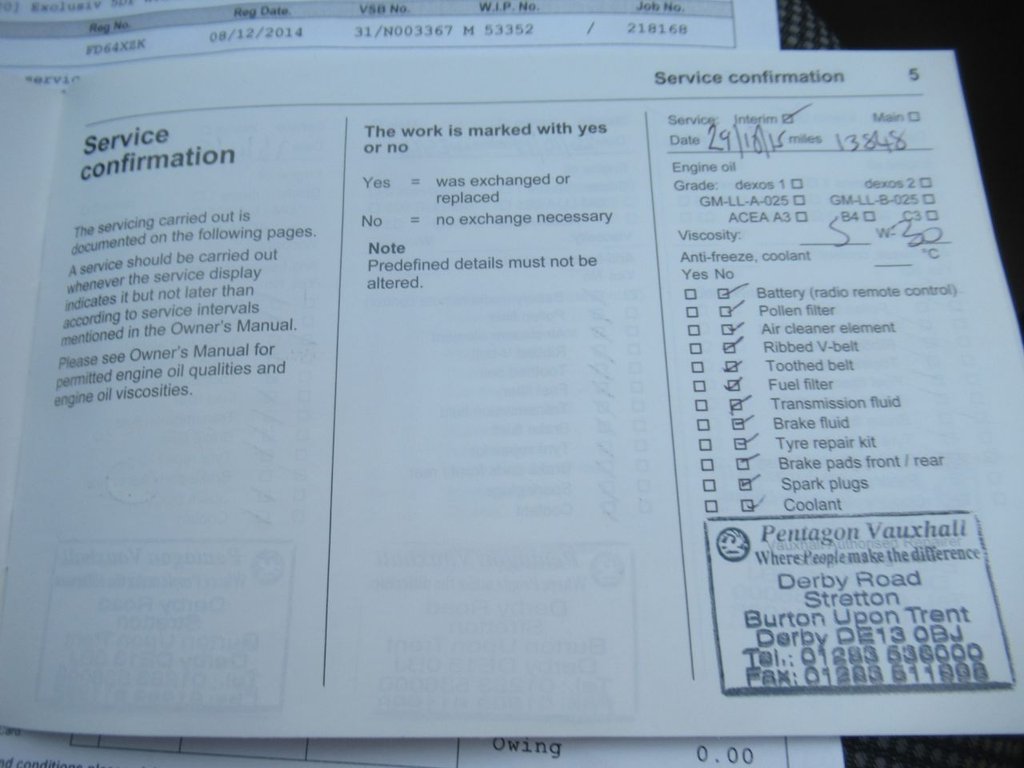 Reg No.
Reg Date.
VSB No.
W.I.P. No.
Job No.
FD64XZK
08/12/2014
31/N003367 M 53352 / 218168
Service confirmation 5
Service
confirmation
The servicing carried out is
documented on the following pages.
A service should be carried out
whenever the service display
indicates it but not later than
according to service intervals
mentioned in the Owner's Manual.
Please see Owner's Manual for
permitted engine oil qualities and
engine oil viscosities.
The work is marked with yes
or no
Yes = was exchanged or
replaced
No = no exchange necessary
Note
Predefined details must not be
altered.
Service: Interim Main
Date 29/10/15 miles 13848
Engine oil
Grade: dexos 1 dexos 2
GM-LL-A-025 GM-LL-B-025
ACEA A3 B4 C3
Viscosity: 5 W-30
Anti-freeze, coolant °C
Yes No
Battery (radio remote control)
Pollen filter
Air cleaner element
Ribbed V-belt
Toothed belt
Fuel filter
Transmission fluid
Brake fluid
Tyre repair kit
Brake pads front / rear
Spark plugs
Coolant
Pentagon Vauxhall
Where People make the difference
Derby Road
Stretton
Burton Upon Trent
Derby DE13 0BJ
Tel.: 01283 536000
Fax: 01283 511998
Owing 0.00